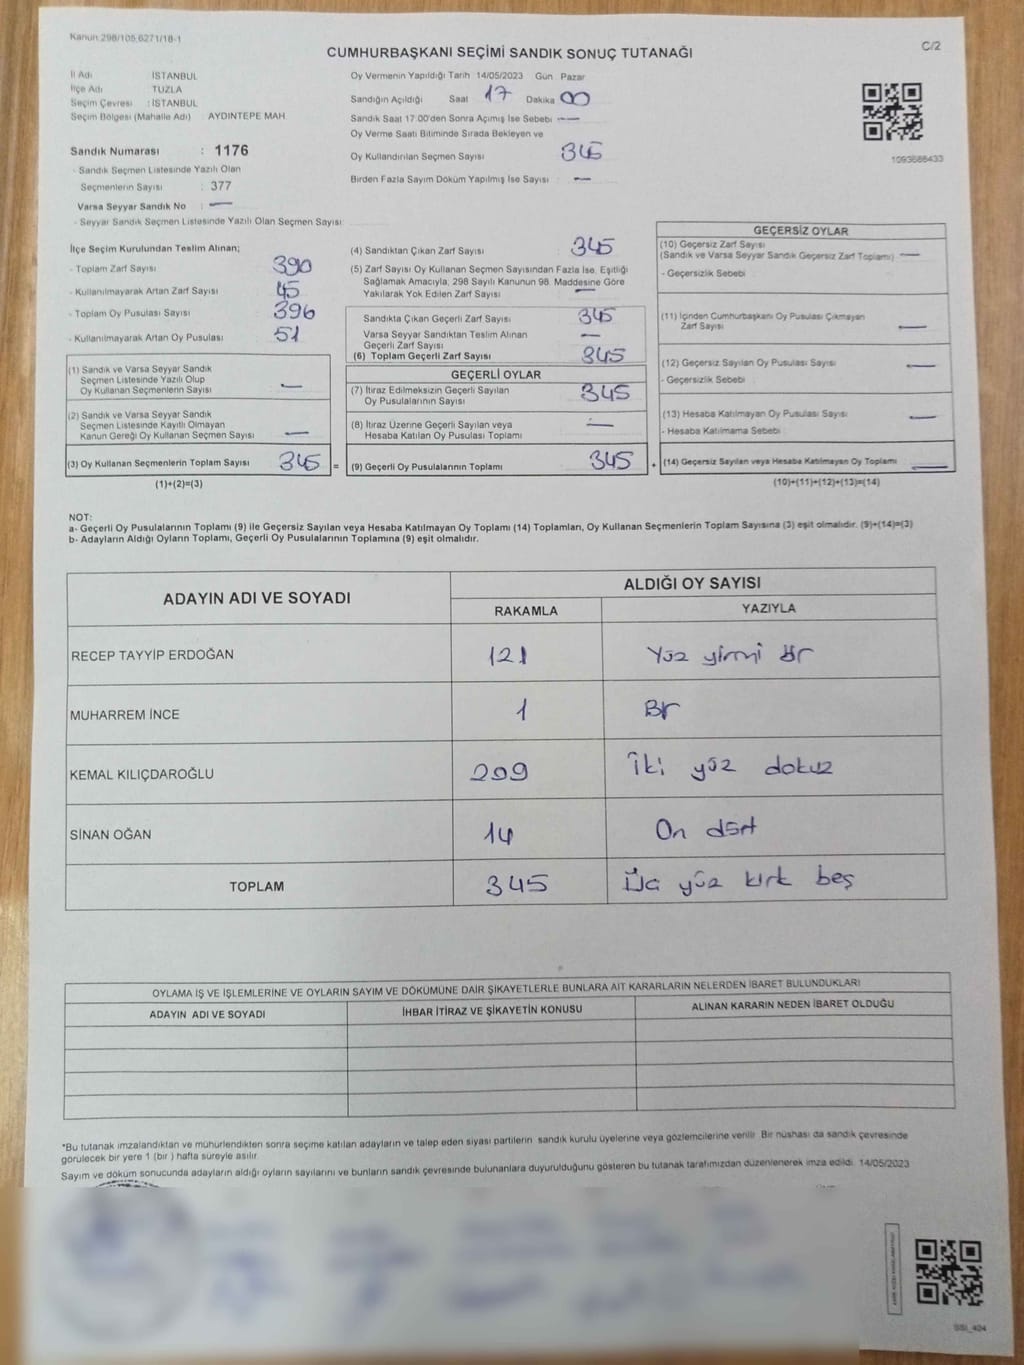 Kanun 298/105,6271/18-1
C/2
CUMHURBAŞKANI SEÇİMİ SANDIK SONUÇ TUTANAĞI
İl Adı : İSTANBUL
İlçe Adı : TUZLA
Seçim Çevresi : İSTANBUL
Seçim Bölgesi (Mahalle Adı) AYDINTEPE MAH
Sandık Numarası : 1176
- Sandık Seçmen Listesinde Yazılı Olan
Seçmenlerin Sayısı : 377
Varsa Seyyar Sandık No : —
- Seyyar Sandık Seçmen Listesinde Yazılı Olan Seçmen Sayısı
Oy Vermenin Yapıldığı Tarih 14/05/2023 Gün Pazar
Sandığın Açıldığı Saat 17 Dakika 00
Sandık Saat 17:00'den Sonra Açımış İse Sebebi —
Oy Verme Saati Bitiminde Sırada Bekleyen ve
Oy Kullandırılan Seçmen Sayısı 345
Birden Fazla Sayım Döküm Yapılmış İse Sayısı : —
1093686433
İlçe Seçim Kurulundan Teslim Alınan;
- Toplam Zarf Sayısı 390
- Kullanılmayarak Artan Zarf Sayısı 45
- Toplam Oy Pusulası Sayısı 396
- Kullanılmayarak Artan Oy Pusulası 51
(1) Sandık ve Varsa Seyyar Sandık
Seçmen Listesinde Yazılı Olup
Oy Kullanan Seçmenlerin Sayısı —
(2) Sandık ve Varsa Seyyar Sandık
Seçmen Listesinde Kayıtlı Olmayan
Kanun Gereği Oy Kullanan Seçmen Sayısı —
(3) Oy Kullanan Seçmenlerin Toplam Sayısı 345 =
(1)+(2)=(3)
(4) Sandıktan Çıkan Zarf Sayısı : 345
(5) Zarf Sayısı Oy Kullanan Seçmen Sayısından Fazla İse, Eşitliği
Sağlamak Amacıyla, 298 Sayılı Kanunun 98. Maddesine Göre
Yakılarak Yok Edilen Zarf Sayısı —
Sandıkta Çıkan Geçerli Zarf Sayısı 345
Varsa Seyyar Sandıktan Teslim Alınan
Geçerli Zarf Sayısı —
(6) Toplam Geçerli Zarf Sayısı 345
GEÇERLİ OYLAR
(7) İtiraz Edilmeksizin Geçerli Sayılan
Oy Pusulalarının Sayısı 345
(8) İtiraz Üzerine Geçerli Sayılan veya
Hesaba Katılan Oy Pusulası Toplamı —
(9) Geçerli Oy Pusulalarının Toplamı 345 +
GEÇERSİZ OYLAR
(10) Geçersiz Zarf Sayısı
(Sandık ve Varsa Seyyar Sandık Geçersiz Zarf Toplamı) —
- Geçersizlik Sebebi
(11) İçinden Cumhurbaşkanı Oy Pusulası Çıkmayan
Zarf Sayısı —
(12) Geçersiz Sayılan Oy Pusulası Sayısı —
- Geçersizlik Sebebi
(13) Hesaba Katılmayan Oy Pusulası Sayısı —
- Hesaba Katılmama Sebebi
(14) Geçersiz Sayılan veya Hesaba Katılmayan Oy Toplamı —
(10)+(11)+(12)+(13)=(14)
NOT:
a- Geçerli Oy Pusulalarının Toplamı (9) ile Geçersiz Sayılan veya Hesaba Katılmayan Oy Toplamı (14) Toplamları, Oy Kullanan Seçmenlerin Toplam Sayısına (3) eşit olmalıdır. (9)+(14)=(3)
b- Adayların Aldığı Oyların Toplamı, Geçerli Oy Pusulalarının Toplamına (9) eşit olmalıdır.
ADAYIN ADI VE SOYADI ALDIĞI OY SAYISI
RAKAMLA YAZIYLA
RECEP TAYYİP ERDOĞAN 121 Yüz yirmi bir
MUHARREM İNCE 1 Bir
KEMAL KILIÇDAROĞLU 209 İki yüz dokuz
SİNAN OĞAN 14 On dört
TOPLAM 345 Üç yüz kırk beş
OYLAMA İŞ VE İŞLEMLERİNE VE OYLARIN SAYIM VE DÖKÜMÜNE DAİR ŞİKAYETLERLE BUNLARA AİT KARARLARIN NELERDEN İBARET BULUNDUKLARI
ADAYIN ADI VE SOYADI İHBAR İTİRAZ VE ŞİKAYETİN KONUSU ALINAN KARARIN NEDEN İBARET OLDUĞU
*Bu tutanak imzalandıktan ve mühürlendikten sonra seçime katılan adayların ve talep eden siyasi partilerin sandık kurulu üyelerine veya gözlemcilerine verilir. Bir nüshası da sandık çevresinde
görülecek bir yere 1 (bir) hafta süreyle asılır.
Sayım ve döküm sonucunda adayların aldığı oyların sayılarını ve bunların sandık çevresinde bulunanlara duyurulduğunu gösteren bu tutanak tarafımızdan düzenlenerek imza edildi. 14/05/2023
SSI_404